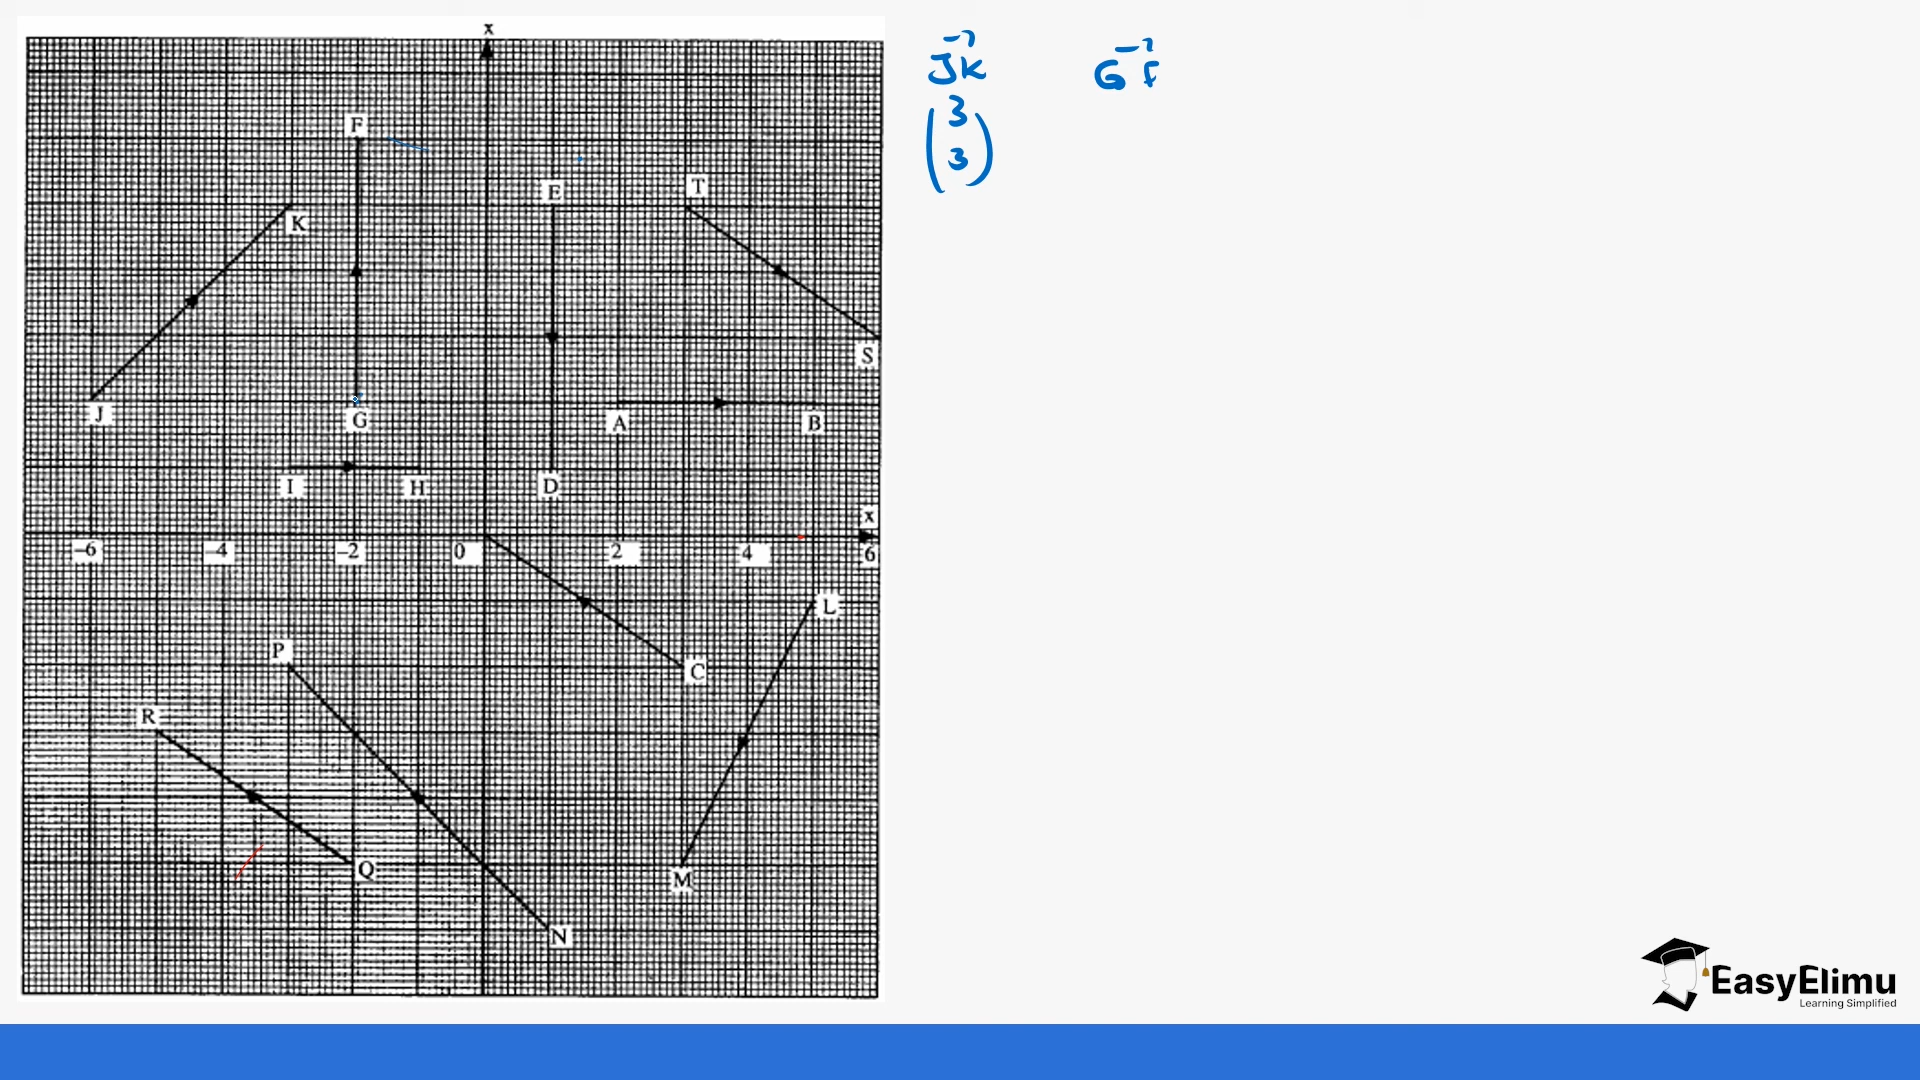 x
F
E
T
K
S
J
G
A
B
I
H
D
x
-6 -4 -2 0 2 4 6
L
P
C
R
Q
M
N
JK GF
3
3
EasyElimu
Learning Simplified